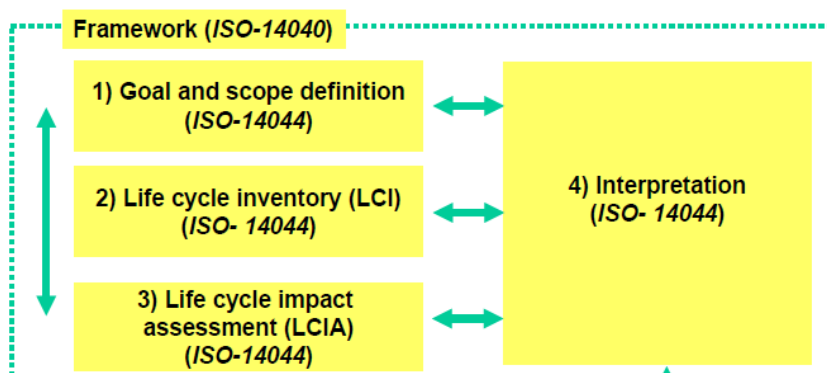 Framework (ISO-14040)
1) Goal and scope definition
(ISO-14044)
2) Life cycle inventory (LCI)
(ISO- 14044)
3) Life cycle impact
assessment (LCIA)
(ISO-14044)
4) Interpretation
(ISO- 14044)